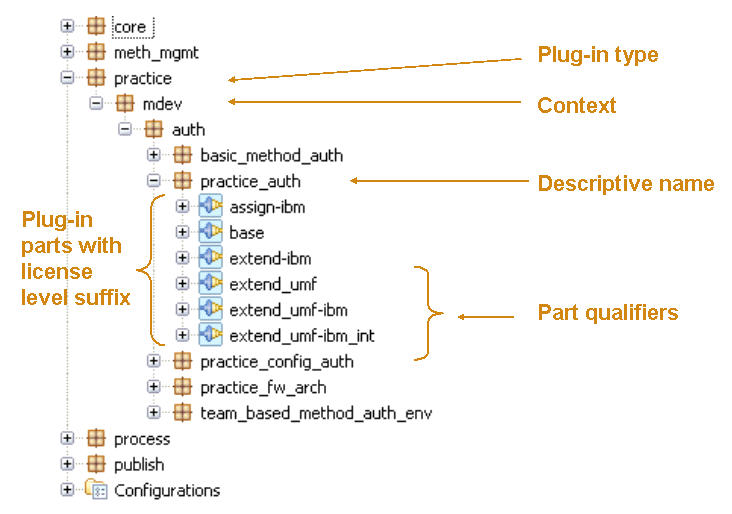 core
meth_mgmt
practice
Plug-in type
mdev
Context
auth
basic_method_auth
practice_auth
Descriptive name
Plug-in
parts with
license
level suffix
assign-ibm
base
extend-ibm
extend_umf
extend_umf-ibm
extend_umf-ibm_int
Part qualifiers
practice_config_auth
practice_fw_arch
team_based_method_auth_env
process
publish
Configurations